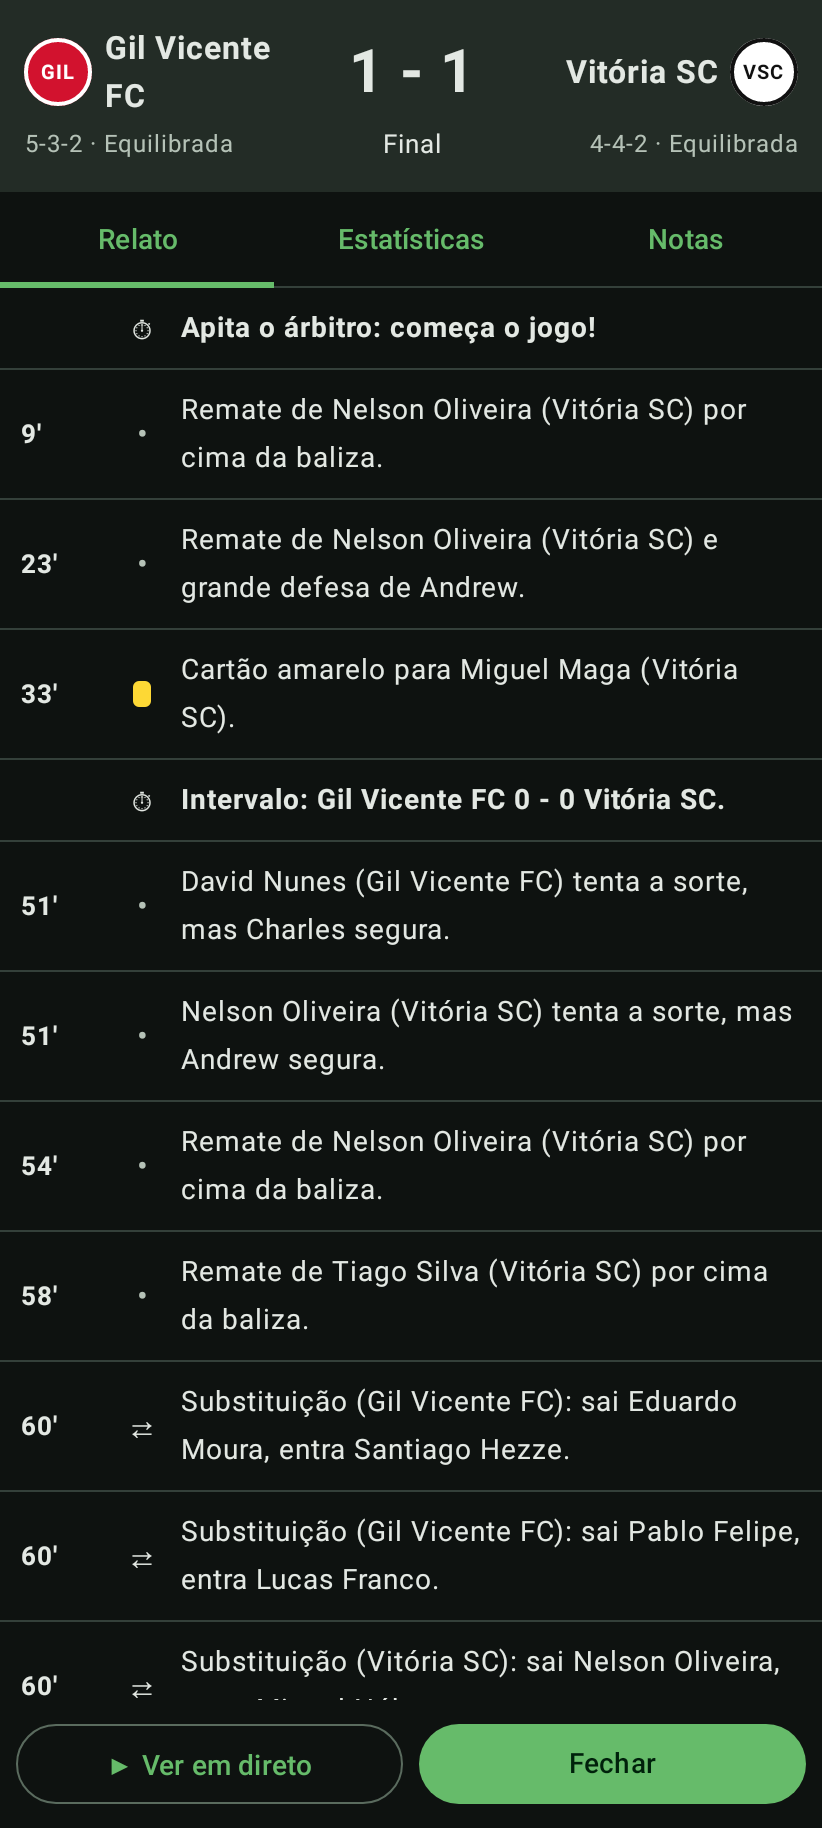 GIL
Gil Vicente
FC
1 - 1
Vitória SC
VSC
5-3-2 · Equilibrada
Final
4-4-2 · Equilibrada
Relato
Estatísticas
Notas
Apita o árbitro: começa o jogo!
9'
Remate de Nelson Oliveira (Vitória SC) por
cima da baliza.
23'
Remate de Nelson Oliveira (Vitória SC) e
grande defesa de Andrew.
33'
Cartão amarelo para Miguel Maga (Vitória
SC).
Intervalo: Gil Vicente FC 0 - 0 Vitória SC.
51'
David Nunes (Gil Vicente FC) tenta a sorte,
mas Charles segura.
51'
Nelson Oliveira (Vitória SC) tenta a sorte, mas
Andrew segura.
54'
Remate de Nelson Oliveira (Vitória SC) por
cima da baliza.
58'
Remate de Tiago Silva (Vitória SC) por cima
da baliza.
60'
Substituição (Gil Vicente FC): sai Eduardo
Moura, entra Santiago Hezze.
60'
Substituição (Gil Vicente FC): sai Pablo Felipe,
entra Lucas Franco.
60'
Substituição (Vitória SC): sai Nelson Oliveira,
Ver em direto
Fechar